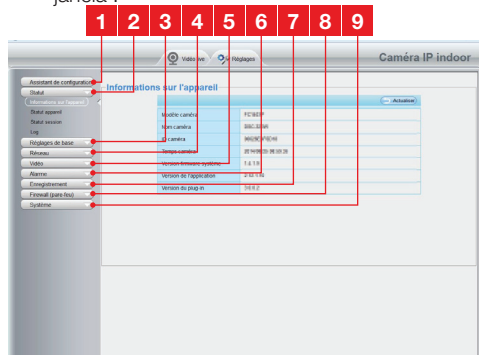 janela :
1 2 3 4 5 6 7 8 9
Vidéo live
Réglages
Caméra IP indoor
Assistant de configuration
Statut
Informations sur l'appareil
Statut appareil
Statut session
Log
Réglages de base
Réseau
Vidéo
Alarme
Enregistrement
Firewall (pare-feu)
Système
Informations sur l'appareil
Actualiser
Modèle caméra
Nom caméra
ID caméra
Temps caméra
Version firmware système
Version de l'application
Version du plug-in